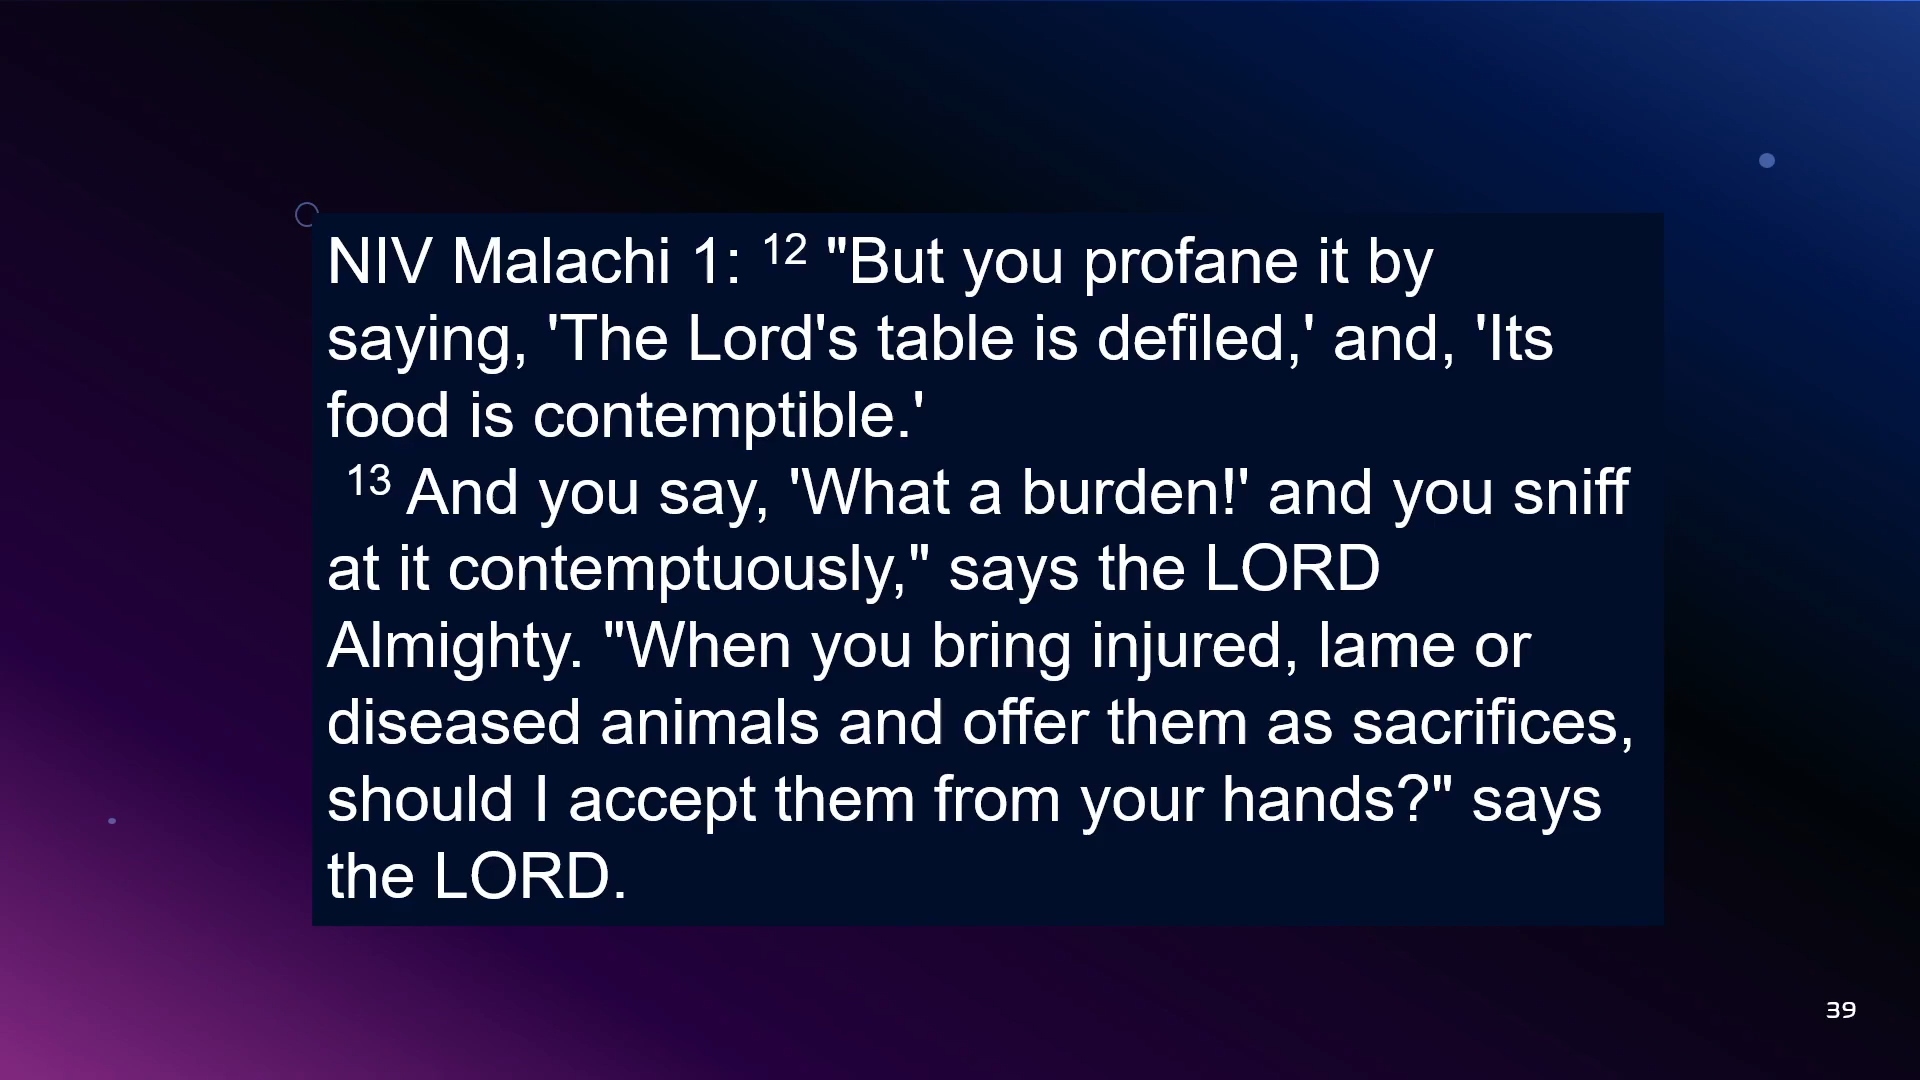 NIV Malachi 1: 12 "But you profane it by
saying, 'The Lord's table is defiled,' and, 'Its
food is contemptible.'
13 And you say, 'What a burden!' and you sniff
at it contemptuously," says the LORD
Almighty. "When you bring injured, lame or
diseased animals and offer them as sacrifices,
should I accept them from your hands?" says
the LORD.
39